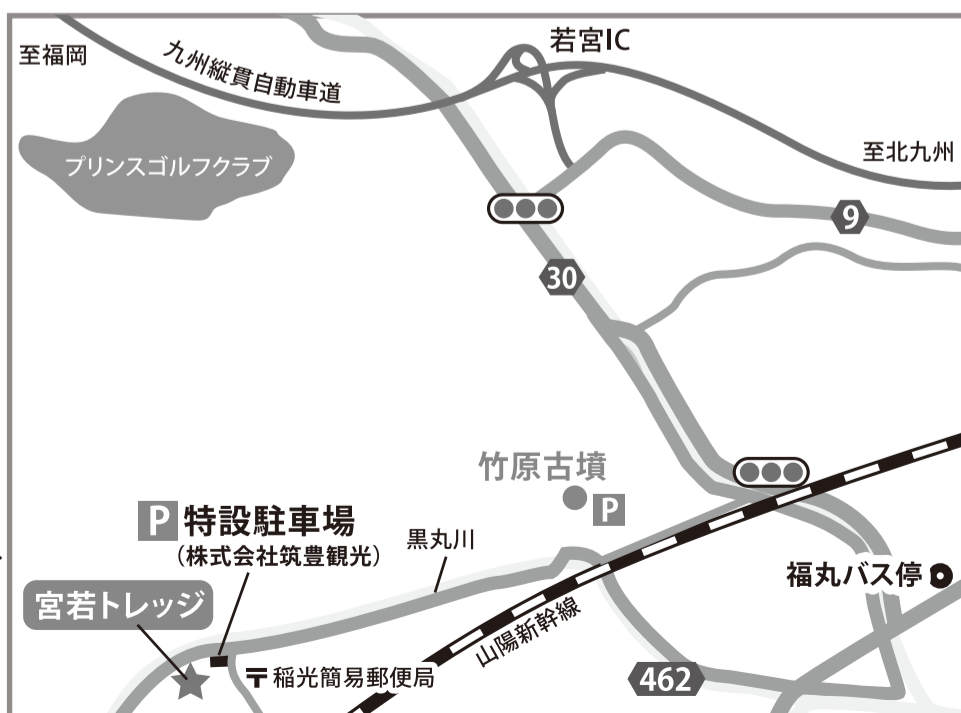 若宮IC
至福岡
九州縦貫自動車道
至北九州
プリンスゴルフクラブ
9
30
竹原古墳
P
P 特設駐車場
(株式会社筑豊観光)
黒丸川
福丸バス停
宮若トレッジ
山陽新幹線
〒稲光簡易郵便局
462